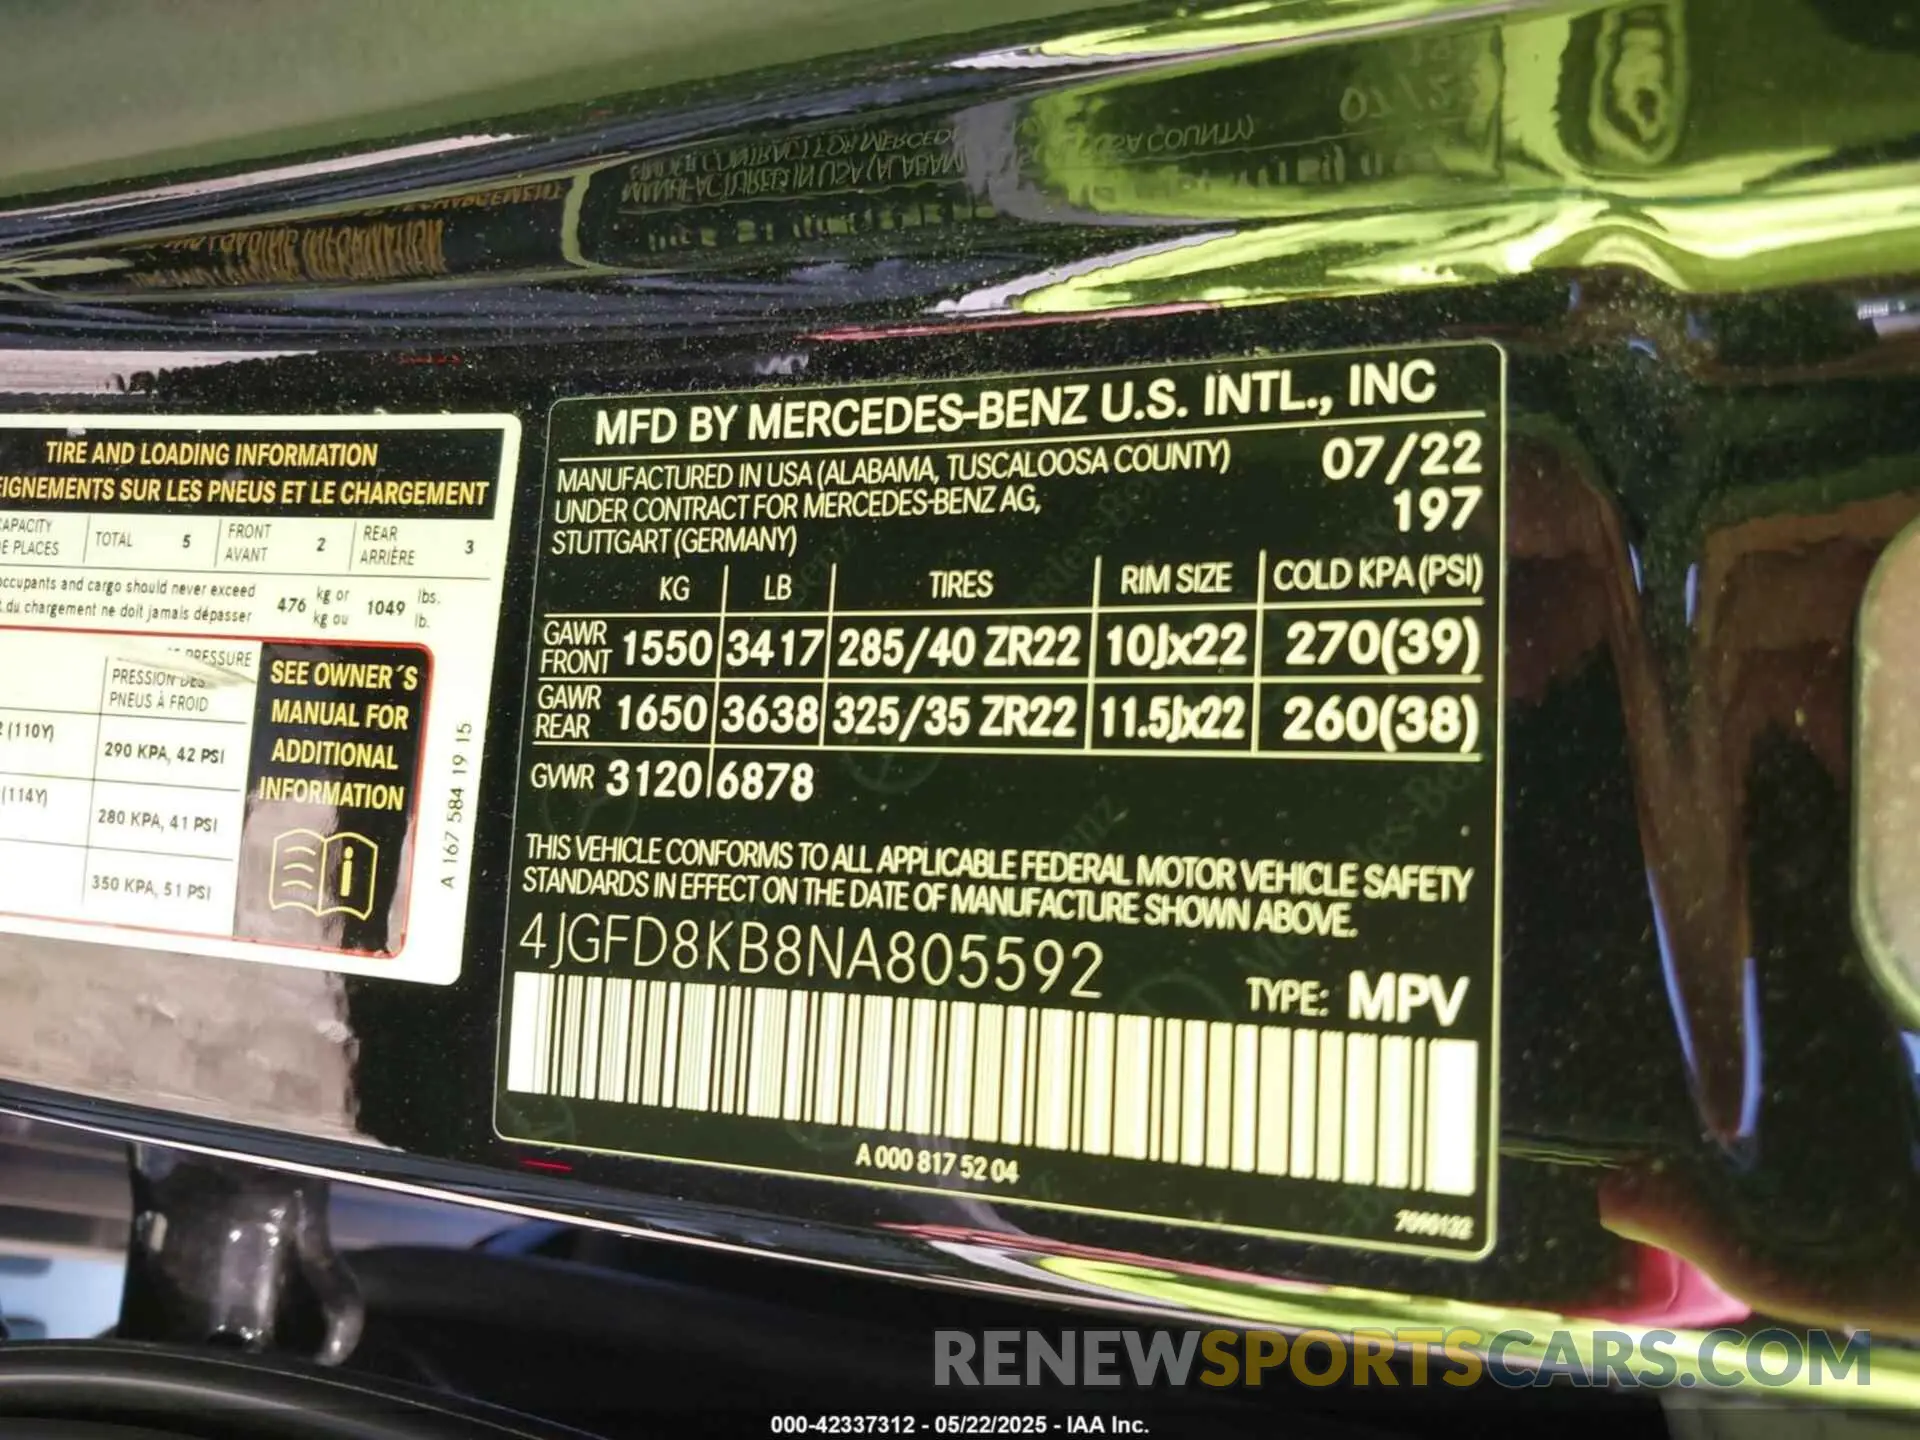 TIRE AND LOADING INFORMATION
EIGNEMENTS SUR LES PNEUS ET LE CHARGEMENT
CAPACITY TOTAL 5 FRONT 2 REAR 3
DE PLACES AVANT ARRIÈRE
occupants and cargo should never exceed 476 kg or 1049 lbs.
du chargement ne doit jamais dépasser kg ou lb.
PRESSURE
PRESSION DES
PNEUS À FROID
(110Y) 290 KPA, 42 PSI
(114Y) 280 KPA, 41 PSI
350 KPA, 51 PSI
SEE OWNER´S
MANUAL FOR
ADDITIONAL
INFORMATION
A 167 584 19 15
MFD BY MERCEDES-BENZ U.S. INTL., INC
MANUFACTURED IN USA (ALABAMA, TUSCALOOSA COUNTY) 07/22
UNDER CONTRACT FOR MERCEDES-BENZ AG, 197
STUTTGART (GERMANY)
KG LB TIRES RIM SIZE COLD KPA (PSI)
GAWR FRONT 1550 3417 285/40 ZR22 10Jx22 270(39)
GAWR REAR 1650 3638 325/35 ZR22 11.5Jx22 260(38)
GVWR 3120 6878
THIS VEHICLE CONFORMS TO ALL APPLICABLE FEDERAL MOTOR VEHICLE SAFETY
STANDARDS IN EFFECT ON THE DATE OF MANUFACTURE SHOWN ABOVE.
4JGFD8KB8NA805592
TYPE: MPV
A 000 817 52 04
RENEWSPORTSCARS.COM
000-42337312 - 05/22/2025 - IAA Inc.